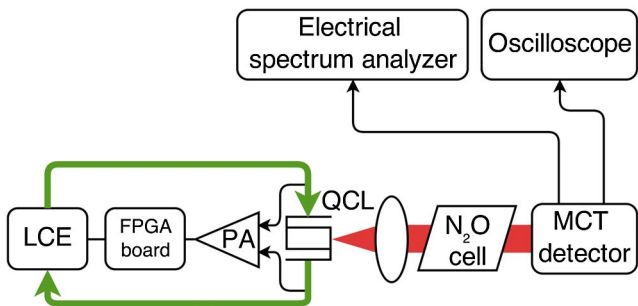 Electrical
spectrum analyzer
Oscilloscope
LCE
FPGA
board
PA
QCL
N₂O
cell
MCT
detector